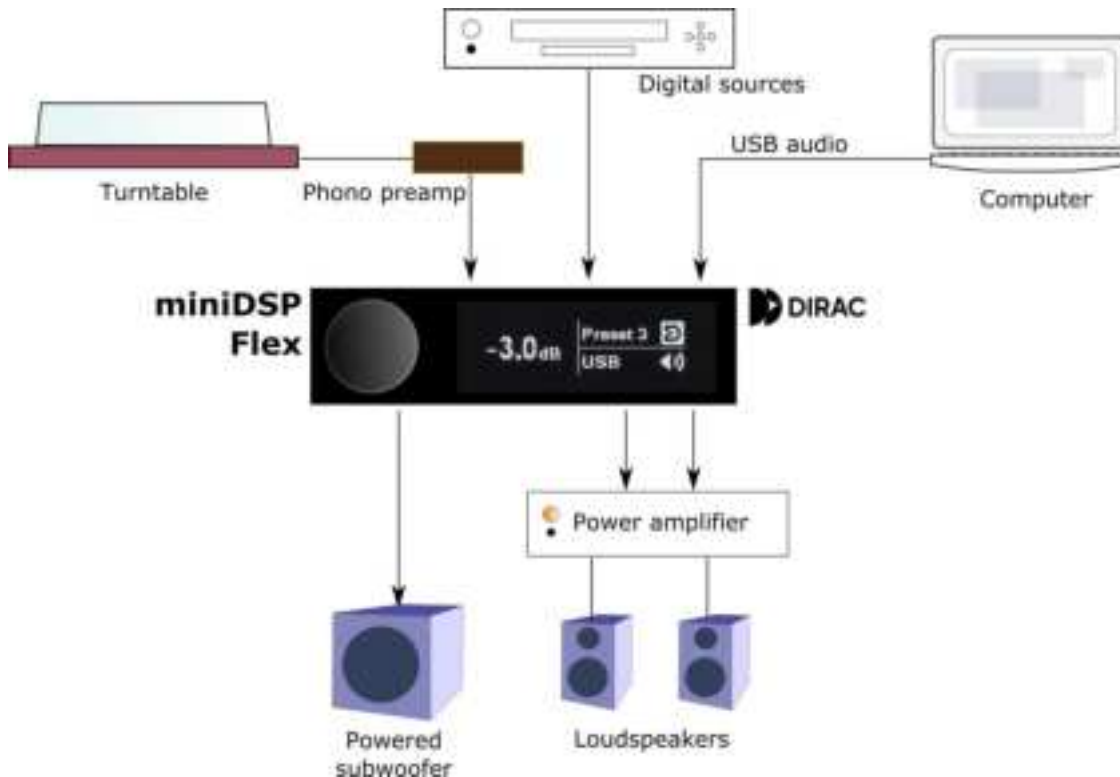 Digital sources
USB audio
Turntable
Phono preamp
Computer
miniDSP
Flex
-3.0dB
Preset 3
USB
DIRAC
Power amplifier
Powered
subwoofer
Loudspeakers